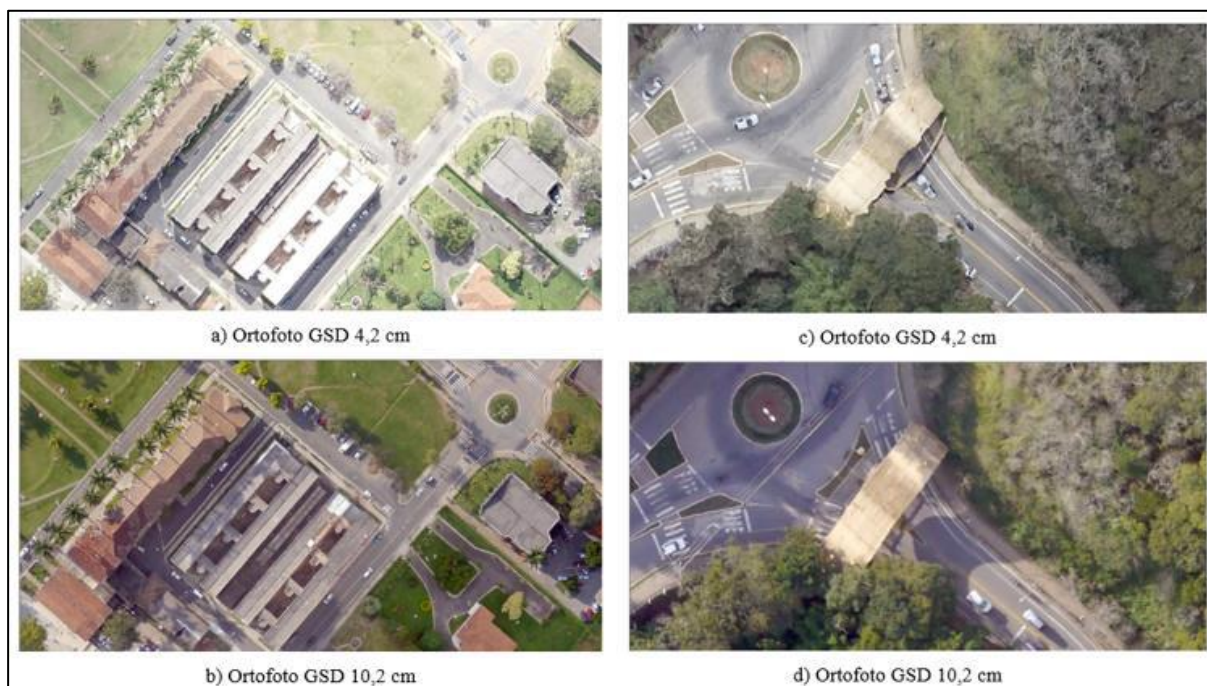 a) Ortofoto GSD 4,2 cm
c) Ortofoto GSD 4,2 cm
b) Ortofoto GSD 10,2 cm
d) Ortofoto GSD 10,2 cm